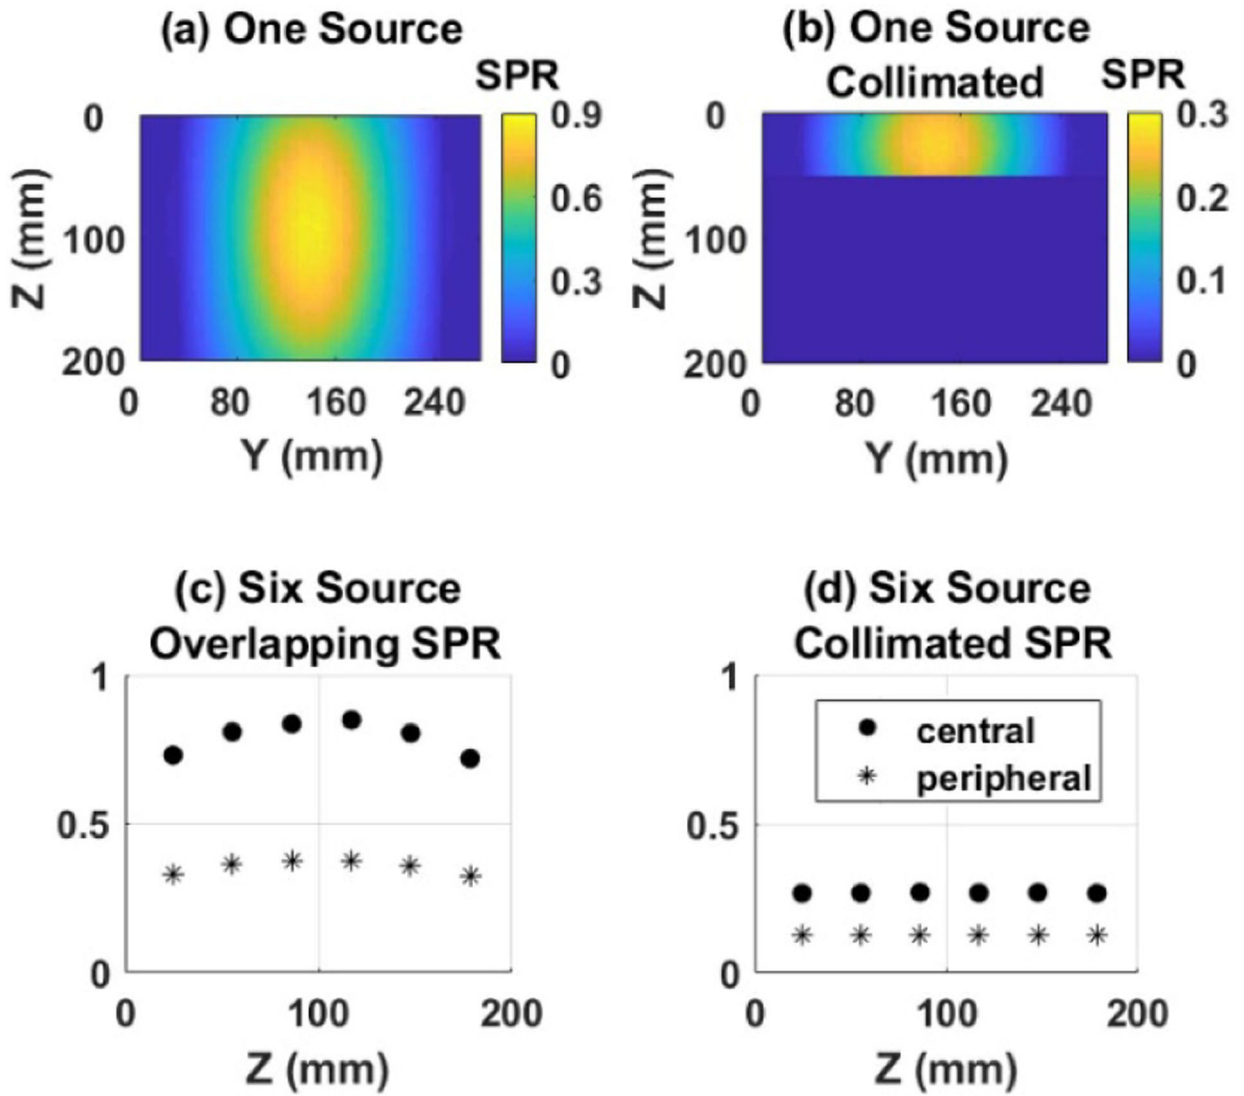 (a) One Source
SPR
0
100
200
Z (mm)
0 80 160 240
Y (mm)
0.9
0.6
0.3
0
(b) One Source
Collimated
SPR
0
100
200
Z (mm)
0 80 160 240
Y (mm)
0.3
0.2
0.1
0
(c) Six Source
Overlapping SPR
1
0.5
0
0 100 200
Z (mm)
(d) Six Source
Collimated SPR
1
0.5
0
central
peripheral
0 100 200
Z (mm)